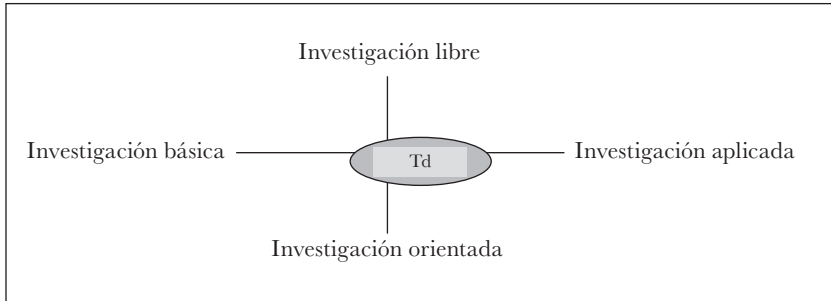 Investigación libre
Investigación básica
Td
Investigación aplicada
Investigación orientada